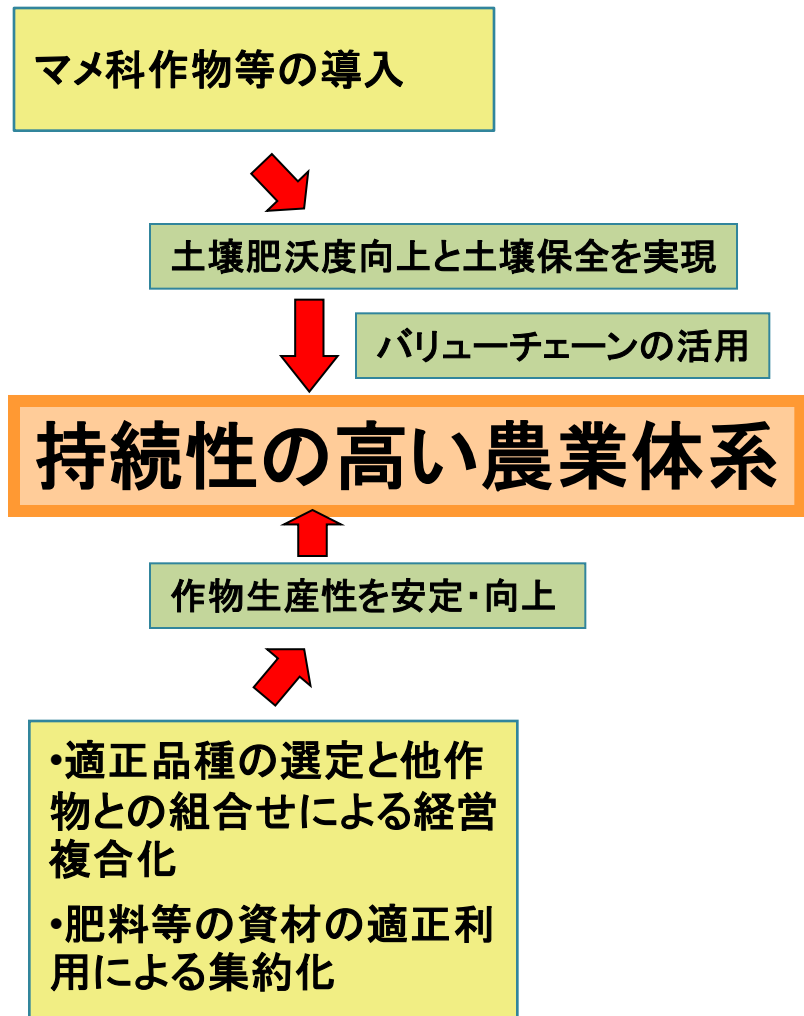 マメ科作物等の導入
土壌肥沃度向上と土壌保全を実現
バリューチェーンの活用
持続性の高い農業体系
作物生産性を安定・向上
•適正品種の選定と他作
物との組合せによる経営
複合化
•肥料等の資材の適正利
用による集約化